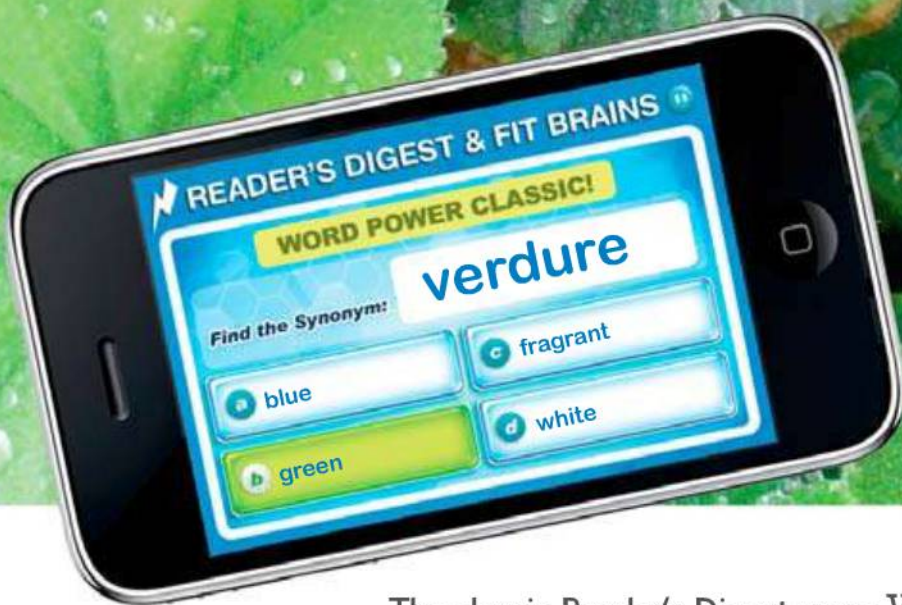 READER'S DIGEST & FIT BRAINS
WORD POWER CLASSIC!
Find the Synonym:
verdure
a blue
b green
c fragrant
d white